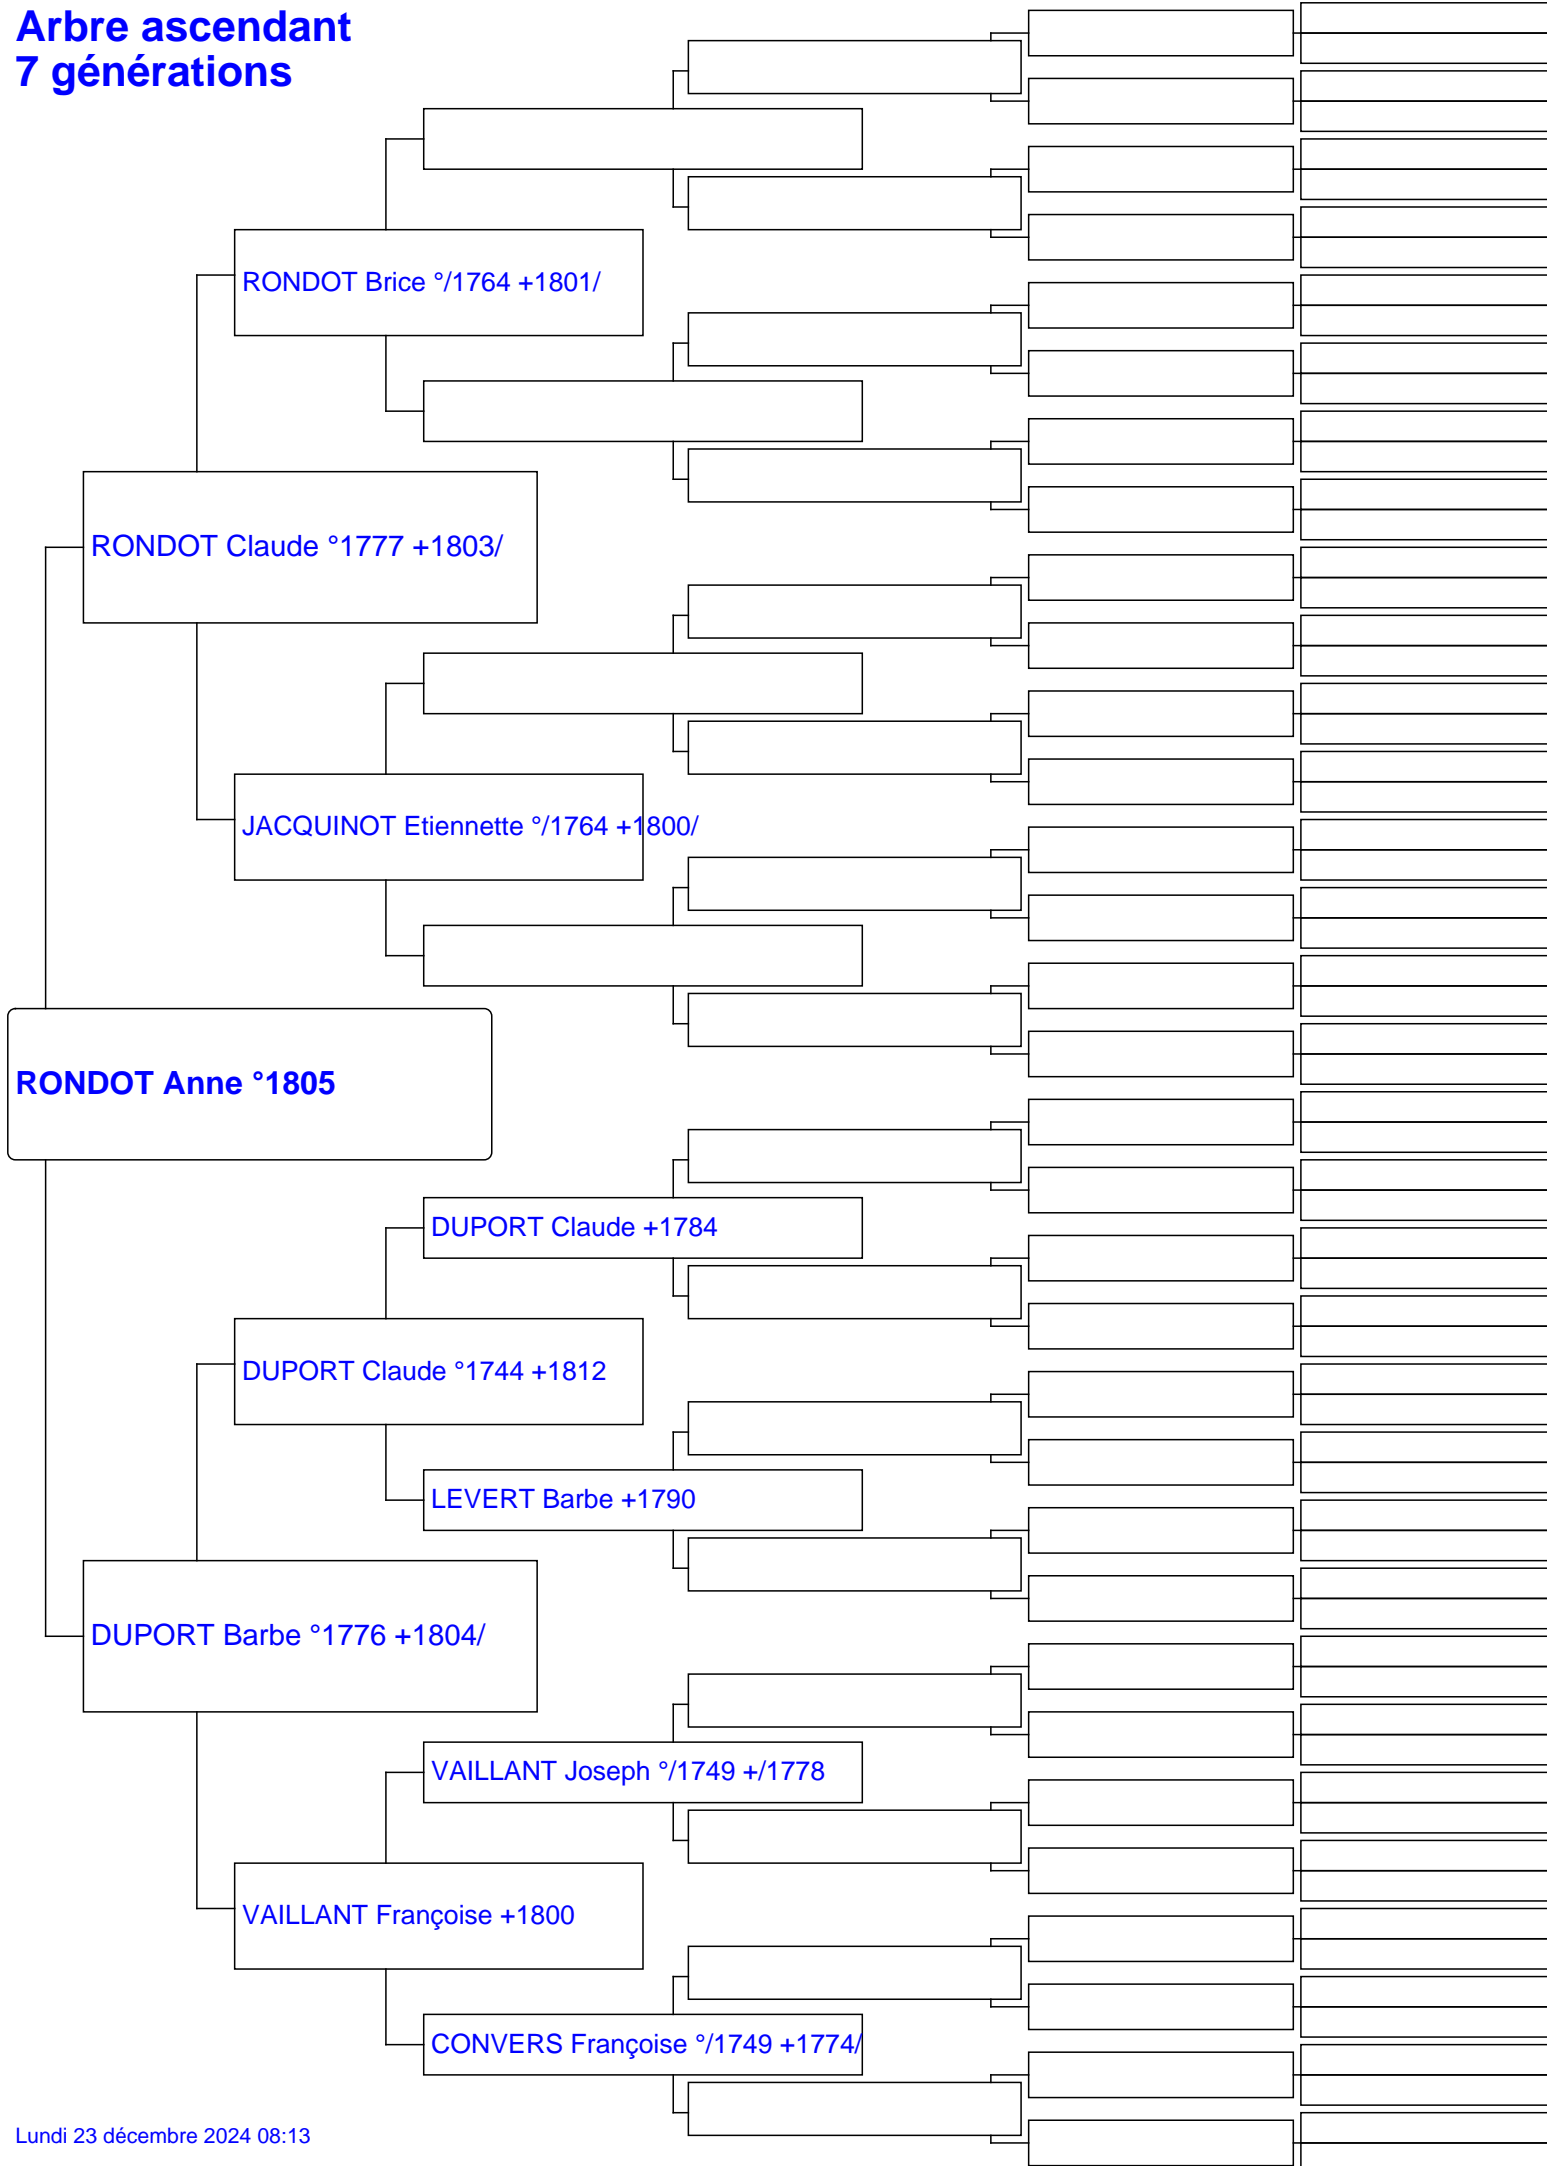 Arbre ascendant
7 générations
RONDOT Brice °/1764 +1801/
RONDOT Claude °1777 +1803/
JACQUINOT Etiennette °/1764 +1800/
RONDOT Anne °1805
DUPORT Claude +1784
DUPORT Claude °1744 +1812
LEVERT Barbe +1790
DUPORT Barbe °1776 +1804/
VAILLANT Joseph °/1749 +/1778
VAILLANT Françoise +1800
CONVERS Françoise °/1749 +1774/
Lundi 23 décembre 2024 08:13